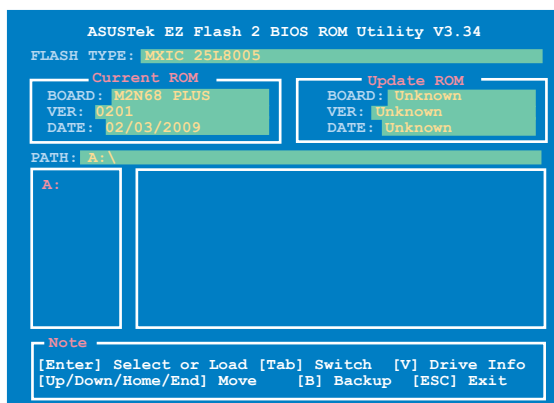 ASUSTek EZ Flash 2 BIOS ROM Utility V3.34
FLASH TYPE: MXIC 25L8005
Current ROM
BOARD: M2N68 PLUS
VER: 0201
DATE: 02/03/2009
Update ROM
BOARD: Unknown
VER: Unknown
DATE: Unknown
PATH: A:\
A:
Note
[Enter] Select or Load [Tab] Switch [V] Drive Info
[Up/Down/Home/End] Move [B] Backup [ESC] Exit